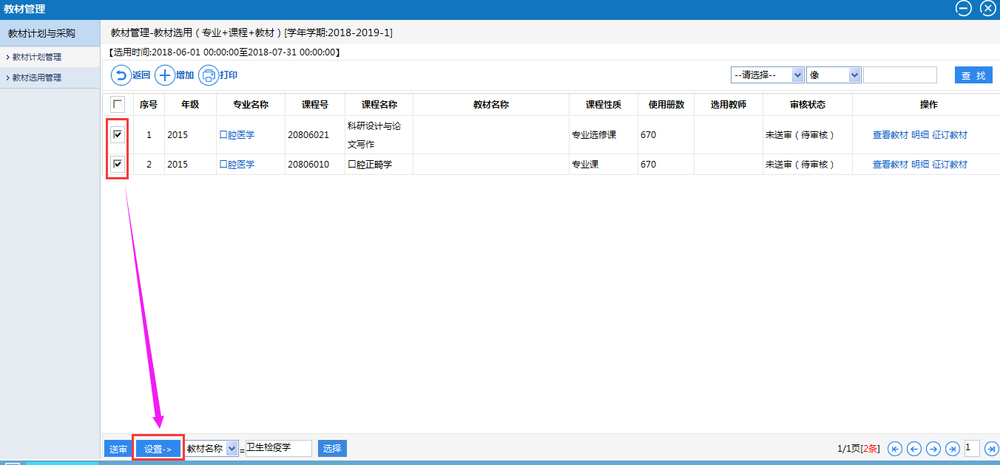 教材管理
教材计划与采购
教材计划管理
教材选用管理
教材管理-教材选用（专业+课程+教材）[学年学期:2018-2019-1]
【选用时间:2018-06-01 00:00:00至2018-07-31 00:00:00】
返回 增加 打印 --请选择-- 像 查 找
序号 年级 专业名称 课程号 课程名称 教材名称 课程性质 使用册数 选用教师 审核状态 操作
1 2015 口腔医学 20806021 科研设计与论文写作 专业选修课 670 未送审（待审核） 查看教材 明细 征订教材
2 2015 口腔医学 20806010 口腔正畸学 专业课 670 未送审（待审核） 查看教材 明细 征订教材
送审 设置-> 教材名称 = 卫生检疫学 选择 1/1页[2条] 1